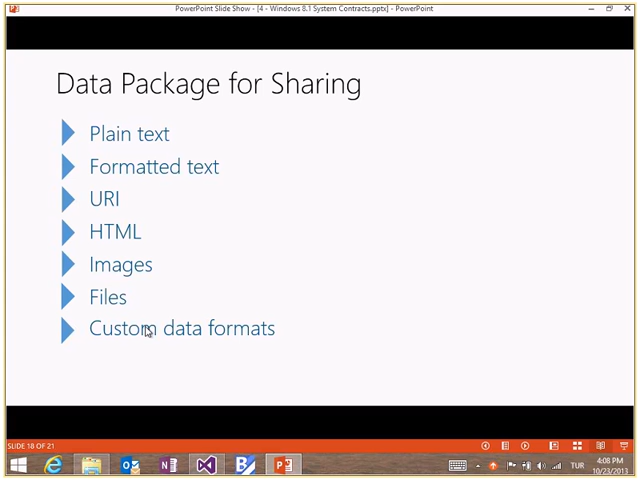 PowerPoint Slide Show - [4 - Windows 8.1 System Contracts.pptx] - PowerPoint
Data Package for Sharing
Plain text
Formatted text
URI
HTML
Images
Files
Custom data formats
SLIDE 18 OF 21
TUR
4:08 PM
10/23/2013